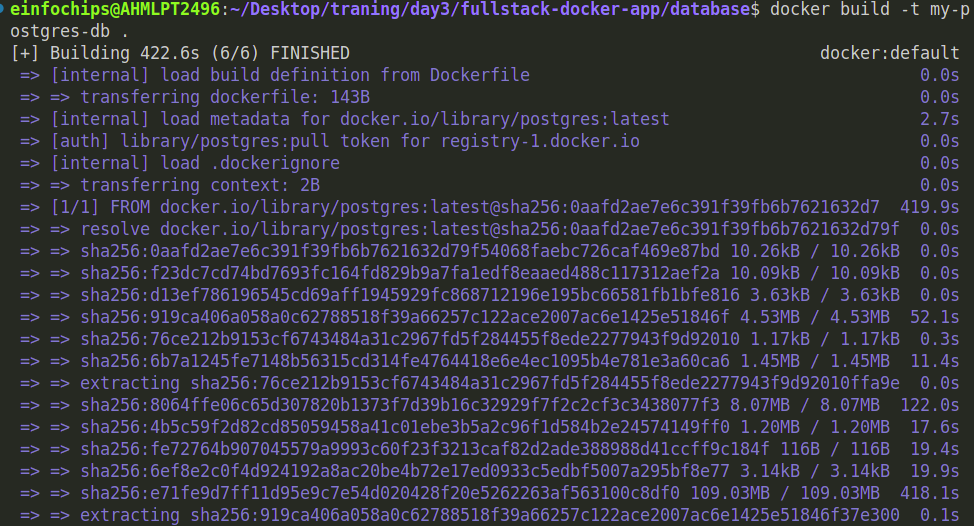 einfochips@AHMLPT2496:~/Desktop/traning/day3/fullstack-docker-app/database$ docker build -t my-p
ostgres-db .
[+] Building 422.6s (6/6) FINISHED docker:default
=> [internal] load build definition from Dockerfile 0.0s
=> => transferring dockerfile: 143B 0.0s
=> [internal] load metadata for docker.io/library/postgres:latest 2.7s
=> [auth] library/postgres:pull token for registry-1.docker.io 0.0s
=> [internal] load .dockerignore 0.0s
=> => transferring context: 2B 0.0s
=> [1/1] FROM docker.io/library/postgres:latest@sha256:0aafd2ae7e6c391f39fb6b7621632d7 419.9s
=> => resolve docker.io/library/postgres:latest@sha256:0aafd2ae7e6c391f39fb6b7621632d79f 0.0s
=> => sha256:0aafd2ae7e6c391f39fb6b7621632d79f54068faebc726caf469e87bd 10.26kB / 10.26kB 0.0s
=> => sha256:f23dc7cd74bd7693fc164fd829b9a7fa1edf8eaaed488c117312aef2a 10.09kB / 10.09kB 0.0s
=> => sha256:d13ef786196545cd69aff1945929fc868712196e195bc66581fb1bfe816 3.63kB / 3.63kB 0.0s
=> => sha256:919ca406a058a0c62788518f39a66257c122ace2007ac6e1425e51846f 4.53MB / 4.53MB 52.1s
=> => sha256:76ce212b9153cf6743484a31c2967fd5f284455f8ede2277943f9d92010 1.17kB / 1.17kB 0.3s
=> => sha256:6b7a1245fe7148b56315cd314fe4764418e6e4ec1095b4e781e3a60ca6 1.45MB / 1.45MB 11.4s
=> => extracting sha256:76ce212b9153cf6743484a31c2967fd5f284455f8ede2277943f9d92010ffa9e 0.0s
=> => sha256:8064ffe06c65d307820b1373f7d39b16c32929f7f2c2cf3c3438077f3 8.07MB / 8.07MB 122.0s
=> => sha256:4b5c59f2d82cd85059458a41c01ebe3b5a2c96f1d584b2e24574149ff0 1.20MB / 1.20MB 17.6s
=> => sha256:fe72764b907045579a9993c60f23f3213caf82d2ade388988d41ccff9c184f 116B / 116B 19.4s
=> => sha256:6ef8e2c0f4d924192a8ac20be4b72e17ed0933c5edbf5007a295bf8e77 3.14kB / 3.14kB 19.9s
=> => sha256:e71fe9d7ff11d95e9c7e54d020428f20e5262263af563100c8df0 109.03MB / 109.03MB 418.1s
=> => extracting sha256:919ca406a058a0c62788518f39a66257c122ace2007ac6e1425e51846f37e300 0.1s